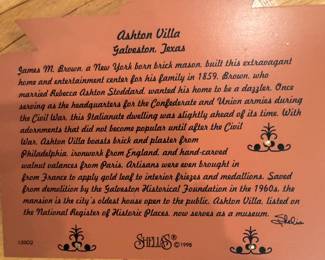 Ashton Villa
Galveston, Texas
James M. Brown, a New York born brick mason, built this extravagant
home and entertainment center for his family in 1859. Brown, who
married Rebecca Ashton Stoddard, wanted his home to be a dazzler. Once
serving as the headquarters for the Confederate and Union armies during
the Civil War, this Italianate dwelling was slightly ahead of its time. With
adornments that did not become popular until after the Civil
War, Ashton Villa boasts brick and plaster from
Philadelphia, ironwork from England, and hand-carved
walnut valances from Paris. Artisans were even brought in
from France to apply gold leaf to interior friezes and medallions. Saved
from demolition by the Galveston Historical Foundation in the 1960s, the
mansion is the city's oldest house open to the public. Ashton Villa, listed
on the National Register of Historic Places, now serves as a museum.
Sheila
SHELIA'S © 1996